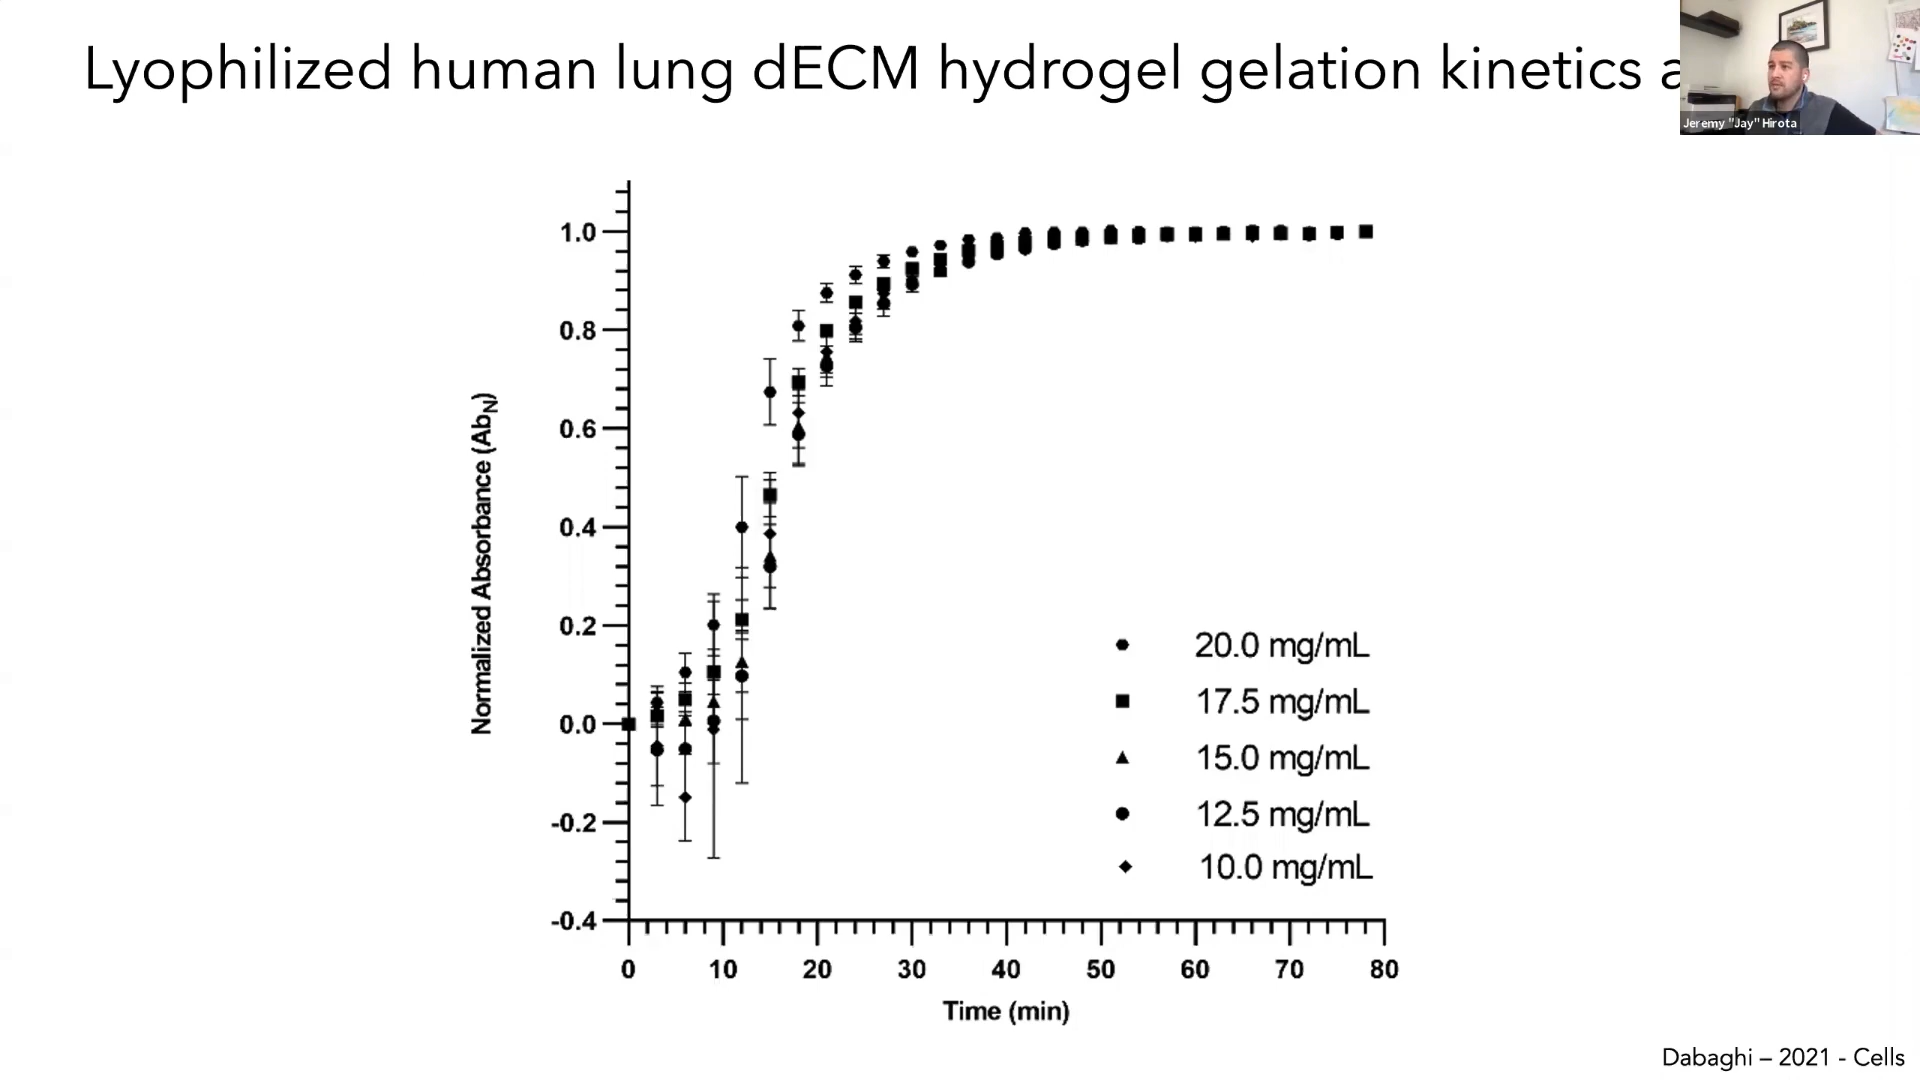 Lyophilized human lung dECM hydrogel gelation kinetics a
Jeremy "Jay" Hirota
1.0
0.8
0.6
0.4
0.2
0.0
-0.2
-0.4
Normalized Absorbance (AbN)
20.0 mg/mL
17.5 mg/mL
15.0 mg/mL
12.5 mg/mL
10.0 mg/mL
0 10 20 30 40 50 60 70 80
Time (min)
Dabaghi – 2021 - Cells